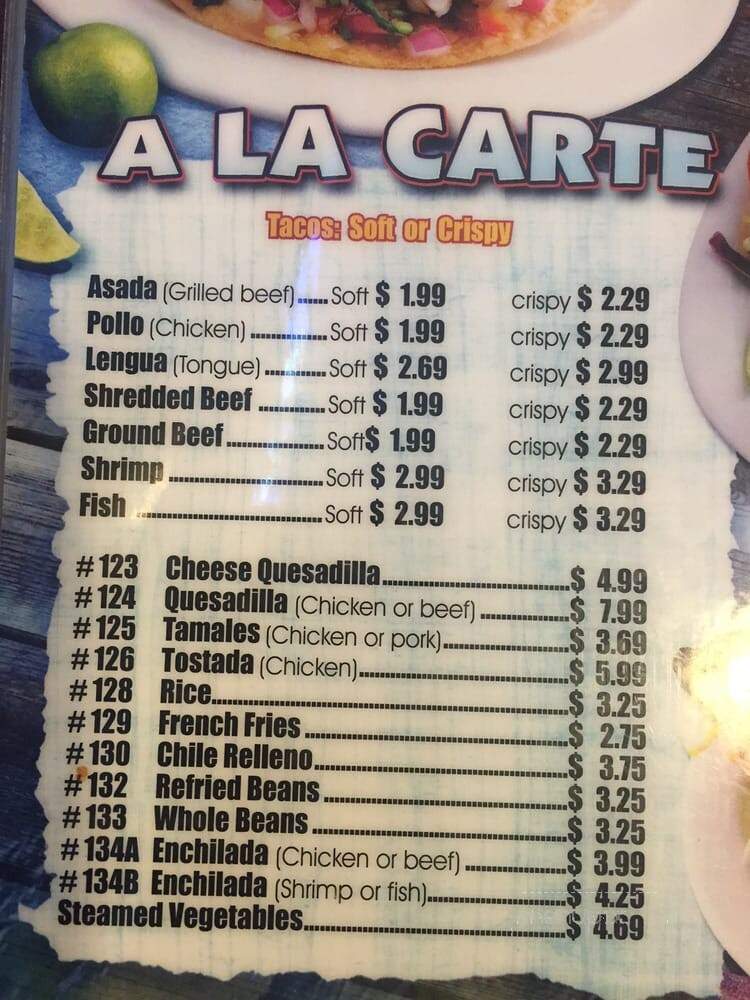 A LA CARTE
Tacos: Soft or Crispy
Asada (Grilled beef)...... Soft $ 1.99 crispy $ 2.29
Pollo (Chicken) .............. Soft $ 1.99 crispy $ 2.29
Lengua (Tongue) ........... Soft $ 2.69 crispy $ 2.99
Shredded Beef ............ Soft $ 1.99 crispy $ 2.29
Ground Beef................. Soft$ 1.99 crispy $ 2.29
Shrimp ........................... Soft $ 2.99 crispy $ 3.29
Fish ................................. Soft $ 2.99 crispy $ 3.29
#123 Cheese Quesadilla.................................$ 4.99
#124 Quesadilla (Chicken or beef) ................$ 7.99
#125 Tamales (Chicken or pork)......................$ 3.69
#126 Tostada (Chicken)....................................$ 5.99
#128 Rice...............................................................$ 3.25
#129 French Fries ..............................................$ 2.75
#130 Chile Relleno............................................$ 3.75
#132 Refried Beans ..........................................$ 3.25
#133 Whole Beans ............................................$ 3.25
#134A Enchilada (Chicken or beef) .................$ 3.99
#134B Enchilada (Shrimp or fish)........................$ 4.25
Steamed Vegetables..............................................$ 4.69